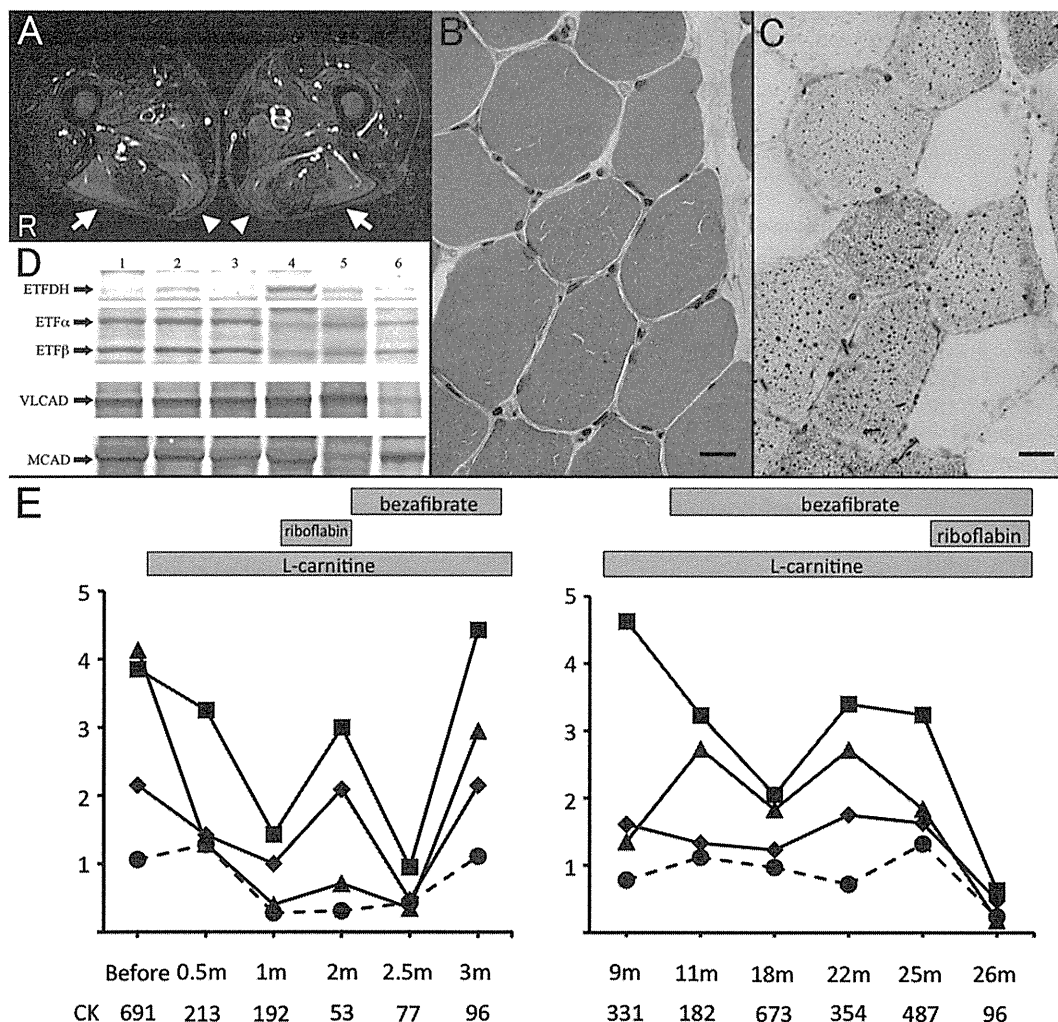 A
B
C
R
D
1 2 3 4 5 6
ETFDH
ETFα
ETFβ
VLCAD
MCAD
E
bezafibrate
riboflabin
L-carnitine
bezafibrate
riboflabin
L-carnitine
5
4
3
2
1
Before 0.5m 1m 2m 2.5m 3m
CK 691 213 192 53 77 96
5
4
3
2
1
9m 11m 18m 22m 25m 26m
331 182 673 354 487 96